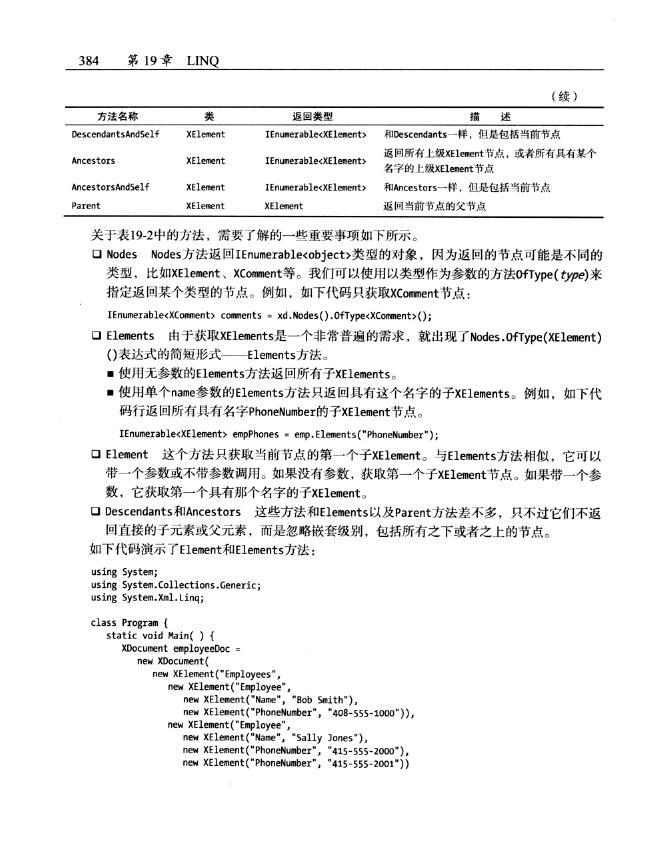 384 第 19 章 LINQ
（续）
方法名称 类 返回类型 描 述
DescendantsAndSelf XElement IEnumerable<XElement> 和Descendants一样，但是包括当前节点
Ancestors XElement IEnumerable<XElement> 返回所有上级XElement节点，或者所有具有某个
名字的上级XElement节点
AncestorsAndSelf XElement IEnumerable<XElement> 和Ancestors一样，但是包括当前节点
Parent XElement XElement 返回当前节点的父节点
关于表19-2中的方法，需要了解的一些重要事项如下所示。
❑ Nodes Nodes方法返回IEnumerable<object>类型的对象，因为返回的节点可能是不同的
类型，比如XElement、XComment等。我们可以使用以类型作为参数的方法OfType(type)来
指定返回某个类型的节点。例如，如下代码只获取XComment节点：
IEnumerable<XComment> comments = xd.Nodes().OfType<XComment>();
❑ Elements 由于获取XElements是一个非常普遍的需求，就出现了Nodes.OfType(XElement)
()表达式的简短形式——Elements方法。
■ 使用无参数的Elements方法返回所有子XElements。
■ 使用单个name参数的Elements方法只返回具有这个名字的子XElements。例如，如下代
码行返回所有具有名字PhoneNumber的子XElement节点。
IEnumerable<XElement> empPhones = emp.Elements("PhoneNumber");
❑ Element 这个方法只获取当前节点的第一个子XElement。与Elements方法相似，它可以
带一个参数或不带参数调用。如果没有参数，获取第一个子XElement节点。如果带一个参
数，它获取第一个具有那个名字的子XElement。
❑ Descendants和Ancestors 这些方法和Elements以及Parent方法差不多，只不过它们不返
回直接的子元素或父元素，而是忽略嵌套级别，包括所有之下或者之上的节点。
如下代码演示了Element和Elements方法：
using System;
using System.Collections.Generic;
using System.Xml.Linq;
class Program {
static void Main( ) {
XDocument employeeDoc =
new XDocument(
new XElement("Employees",
new XElement("Employee",
new XElement("Name", "Bob Smith"),
new XElement("PhoneNumber", "408-555-1000")),
new XElement("Employee",
new XElement("Name", "Sally Jones"),
new XElement("PhoneNumber", "415-555-2000"),
new XElement("PhoneNumber", "415-555-2001"))